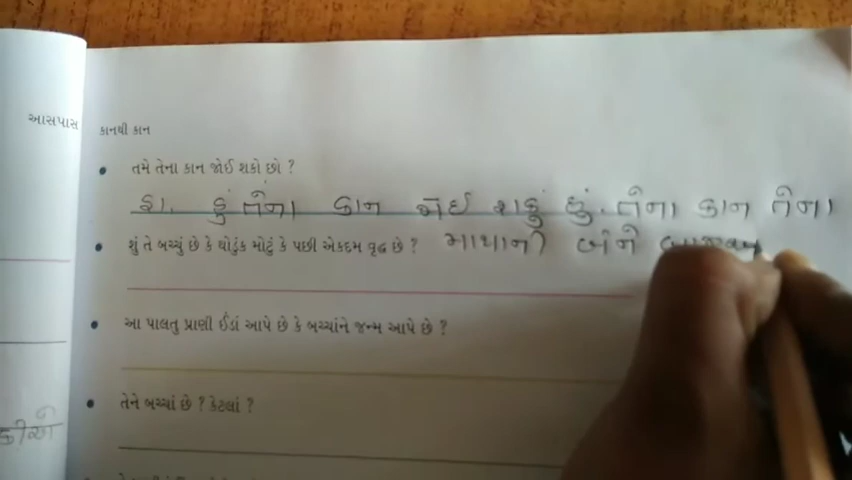 આસપાસ
કાનથી કાન
તમે તેના કાન જોઈ શકો છો ?
હા. હું તેના કાન જોઈ શકું છું. તેના કાન તેના
શું તે બચ્ચું છે કે થોડુંક મોટું કે પછી એકદમ વૃદ્ધ છે ? માથાની બંને
આ પાલતુ પ્રાણી ઈંડાં આપે છે કે બચ્ચાંને જન્મ આપે છે ?
તેને બચ્ચાં છે ? કેટલાં ?